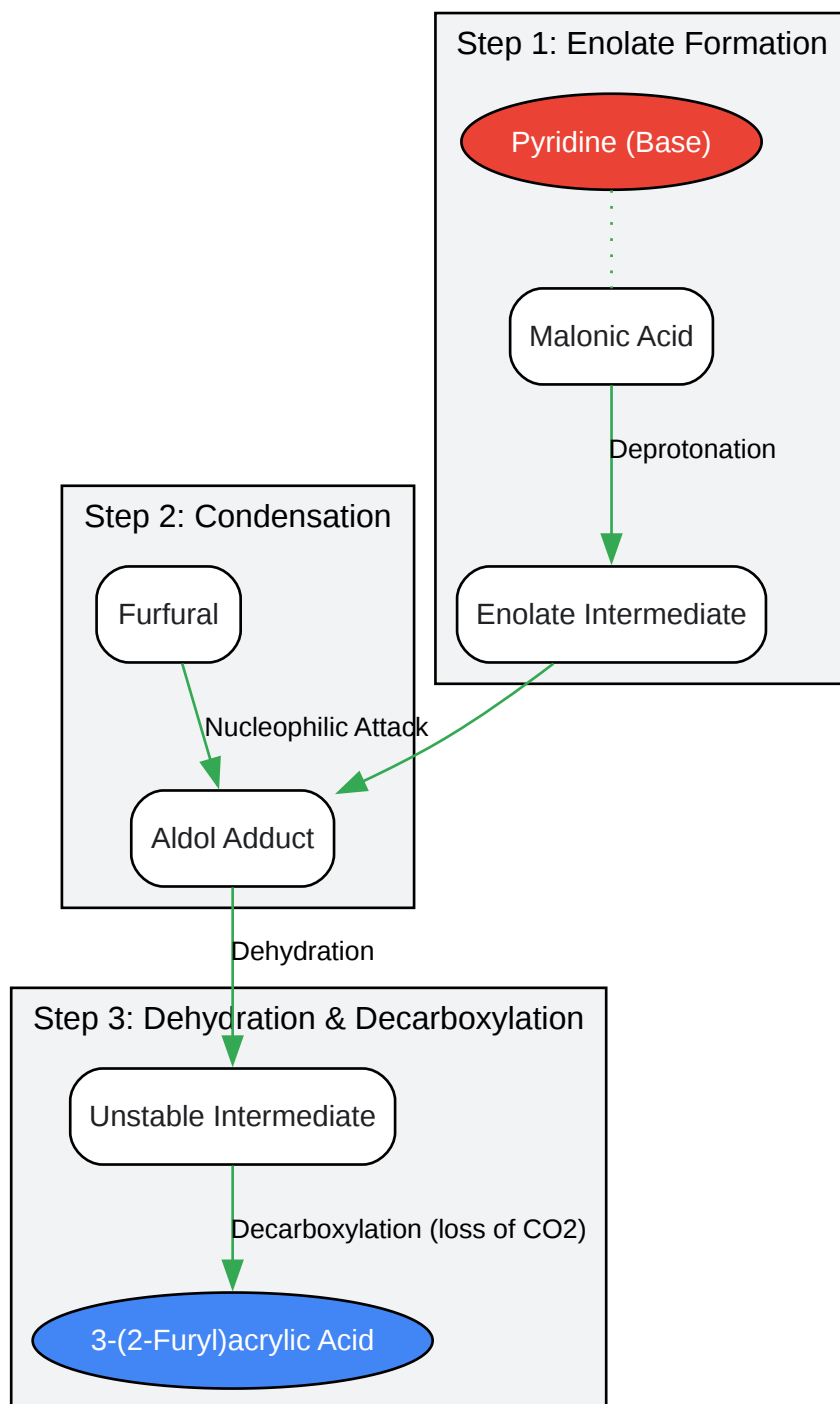 Step 1: Enolate Formation
Pyridine (Base)
Malonic Acid
Deprotonation
Enolate Intermediate
Step 2: Condensation
Furfural
Nucleophilic Attack
Aldol Adduct
Dehydration
Step 3: Dehydration & Decarboxylation
Unstable Intermediate
Decarboxylation (loss of CO2)
3-(2-Furyl)acrylic Acid